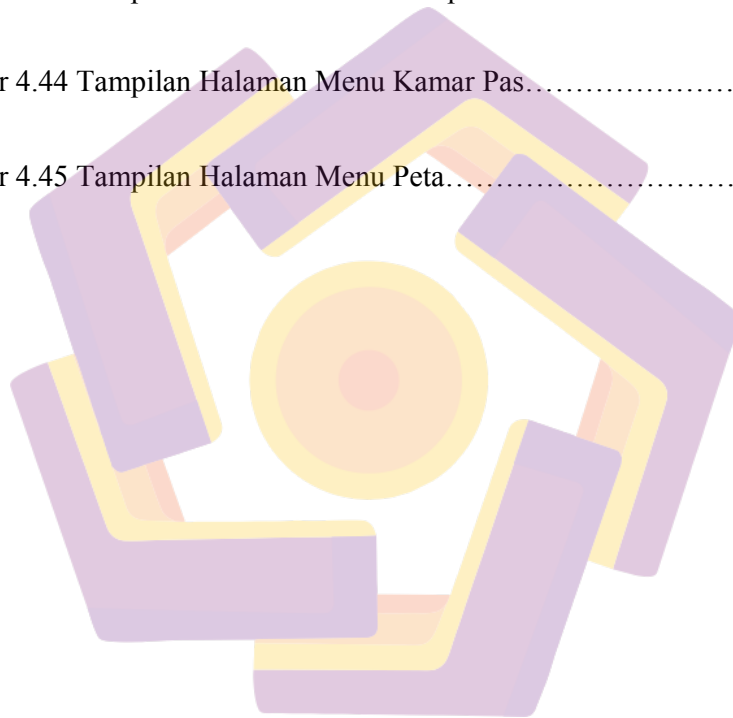 r 4.44 Tampilan Halaman Menu Kamar Pas…………………
r 4.45 Tampilan Halaman Menu Peta…………………………